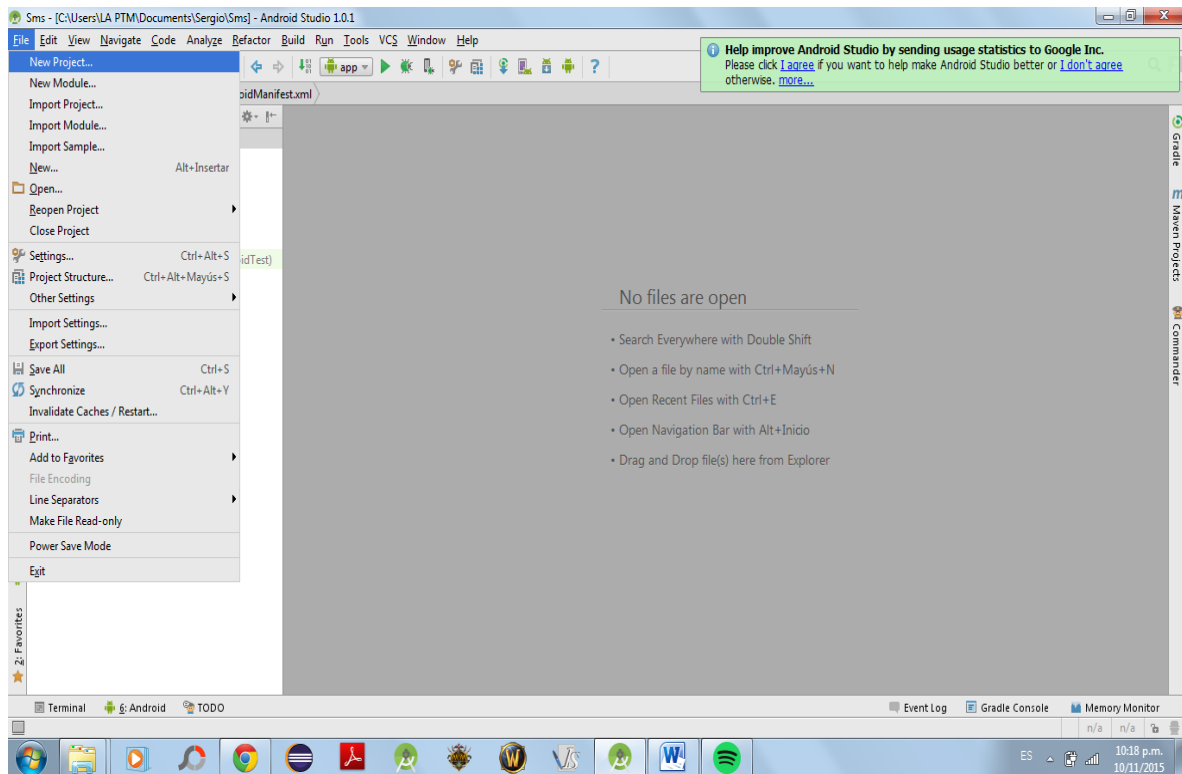 Sms - [C:\Users\LA PTM\Documents\Sergio\Sms] - Android Studio 1.0.1
File Edit View Navigate Code Analyze Refactor Build Run Tools VCS Window Help
New Project...
New Module...
Import Project...
Import Module...
Import Sample...
New... Alt+Insertar
Open...
Reopen Project
Close Project
Settings... Ctrl+Alt+S
Project Structure... Ctrl+Alt+Mayús+S
Other Settings
Import Settings...
Export Settings...
Save All Ctrl+S
Synchronize Ctrl+Alt+Y
Invalidate Caches / Restart...
Print...
Add to Favorites
File Encoding
Line Separators
Make File Read-only
Power Save Mode
Exit
app
?
Help improve Android Studio by sending usage statistics to Google Inc.
Please click I agree if you want to help make Android Studio better or I don't agree
otherwise. more...
oidManifest.xml
idTest)
No files are open
• Search Everywhere with Double Shift
• Open a file by name with Ctrl+Mayús+N
• Open Recent Files with Ctrl+E
• Open Navigation Bar with Alt+Inicio
• Drag and Drop file(s) here from Explorer
Gradle
m Maven Projects
Commander
2: Favorites
Terminal 6: Android TODO
Event Log Gradle Console Memory Monitor
n/a n/a
W
ES 10:18 p.m.
10/11/2015